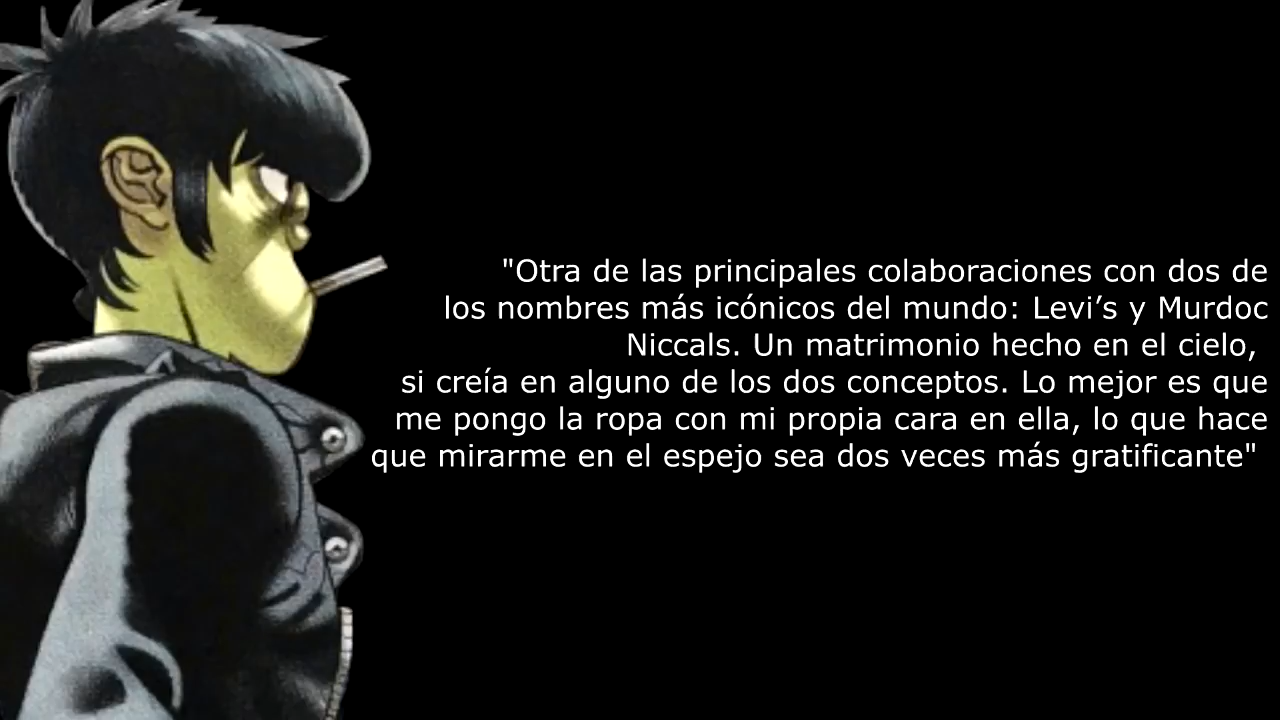 "Otra de las principales colaboraciones con dos de
los nombres más icónicos del mundo: Levi’s y Murdoc
Niccals. Un matrimonio hecho en el cielo,
si creía en alguno de los dos conceptos. Lo mejor es que
me pongo la ropa con mi propia cara en ella, lo que hace
que mirarme en el espejo sea dos veces más gratificante"